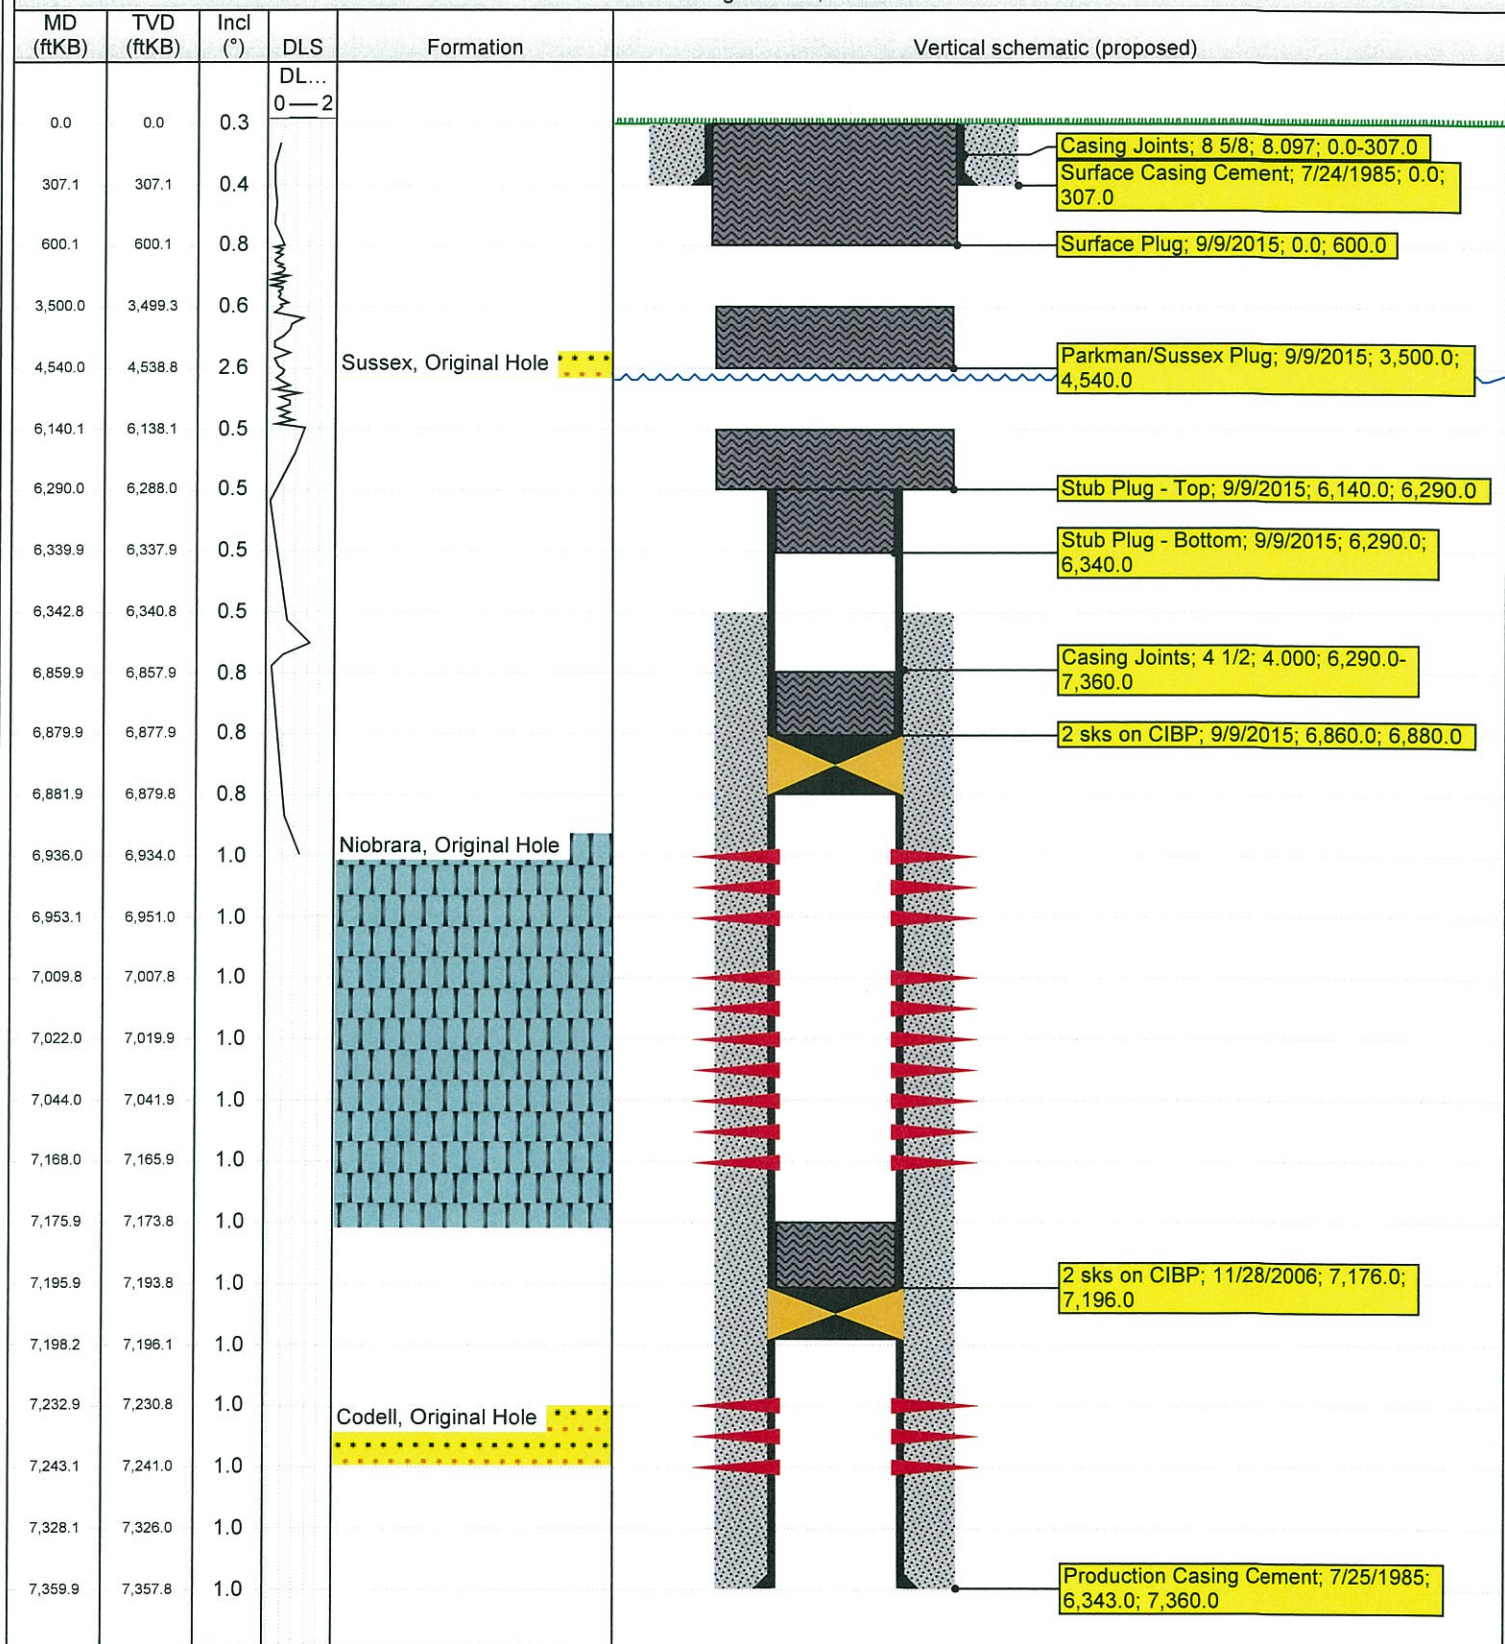 MD
(ftKB)
TVD
(ftKB)
Incl
(°)
DLS
Formation
Vertical schematic (proposed)
DL...
0 — 2
0.0 0.0 0.3
Casing Joints; 8 5/8; 8.097; 0.0-307.0
Surface Casing Cement; 7/24/1985; 0.0;
307.0
307.1 307.1 0.4
600.1 600.1 0.8
Surface Plug; 9/9/2015; 0.0; 600.0
3,500.0 3,499.3 0.6
4,540.0 4,538.8 2.6
Sussex, Original Hole
Parkman/Sussex Plug; 9/9/2015; 3,500.0;
4,540.0
6,140.1 6,138.1 0.5
6,290.0 6,288.0 0.5
Stub Plug - Top; 9/9/2015; 6,140.0; 6,290.0
6,339.9 6,337.9 0.5
Stub Plug - Bottom; 9/9/2015; 6,290.0;
6,340.0
6,342.8 6,340.8 0.5
6,859.9 6,857.9 0.8
Casing Joints; 4 1/2; 4.000; 6,290.0-
7,360.0
6,879.9 6,877.9 0.8
2 sks on CIBP; 9/9/2015; 6,860.0; 6,880.0
6,881.9 6,879.8 0.8
6,936.0 6,934.0 1.0
Niobrara, Original Hole
6,953.1 6,951.0 1.0
7,009.8 7,007.8 1.0
7,022.0 7,019.9 1.0
7,044.0 7,041.9 1.0
7,168.0 7,165.9 1.0
7,175.9 7,173.8 1.0
7,195.9 7,193.8 1.0
2 sks on CIBP; 11/28/2006; 7,176.0;
7,196.0
7,198.2 7,196.1 1.0
7,232.9 7,230.8 1.0
Codell, Original Hole
7,243.1 7,241.0 1.0
7,328.1 7,326.0 1.0
7,359.9 7,357.8 1.0
Production Casing Cement; 7/25/1985;
6,343.0; 7,360.0